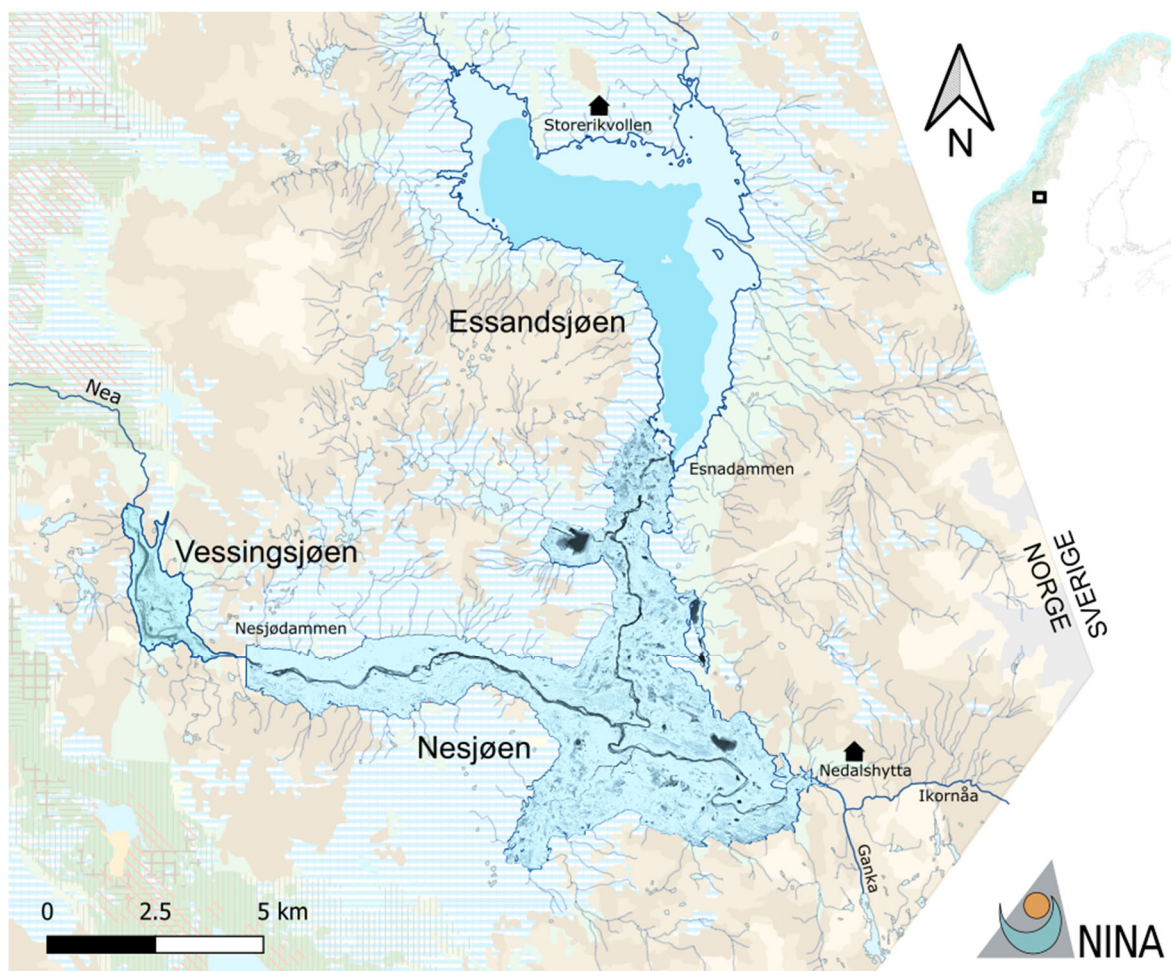 Storerikvollen
N
Essandsjøen
Nea
Esnadammen
Vessingsjøen
NORGE
SVERIGE
Nesjødammen
Nesjøen
Nedalshytta
Ikornåa
Ganka
0 2.5 5 km
NINA